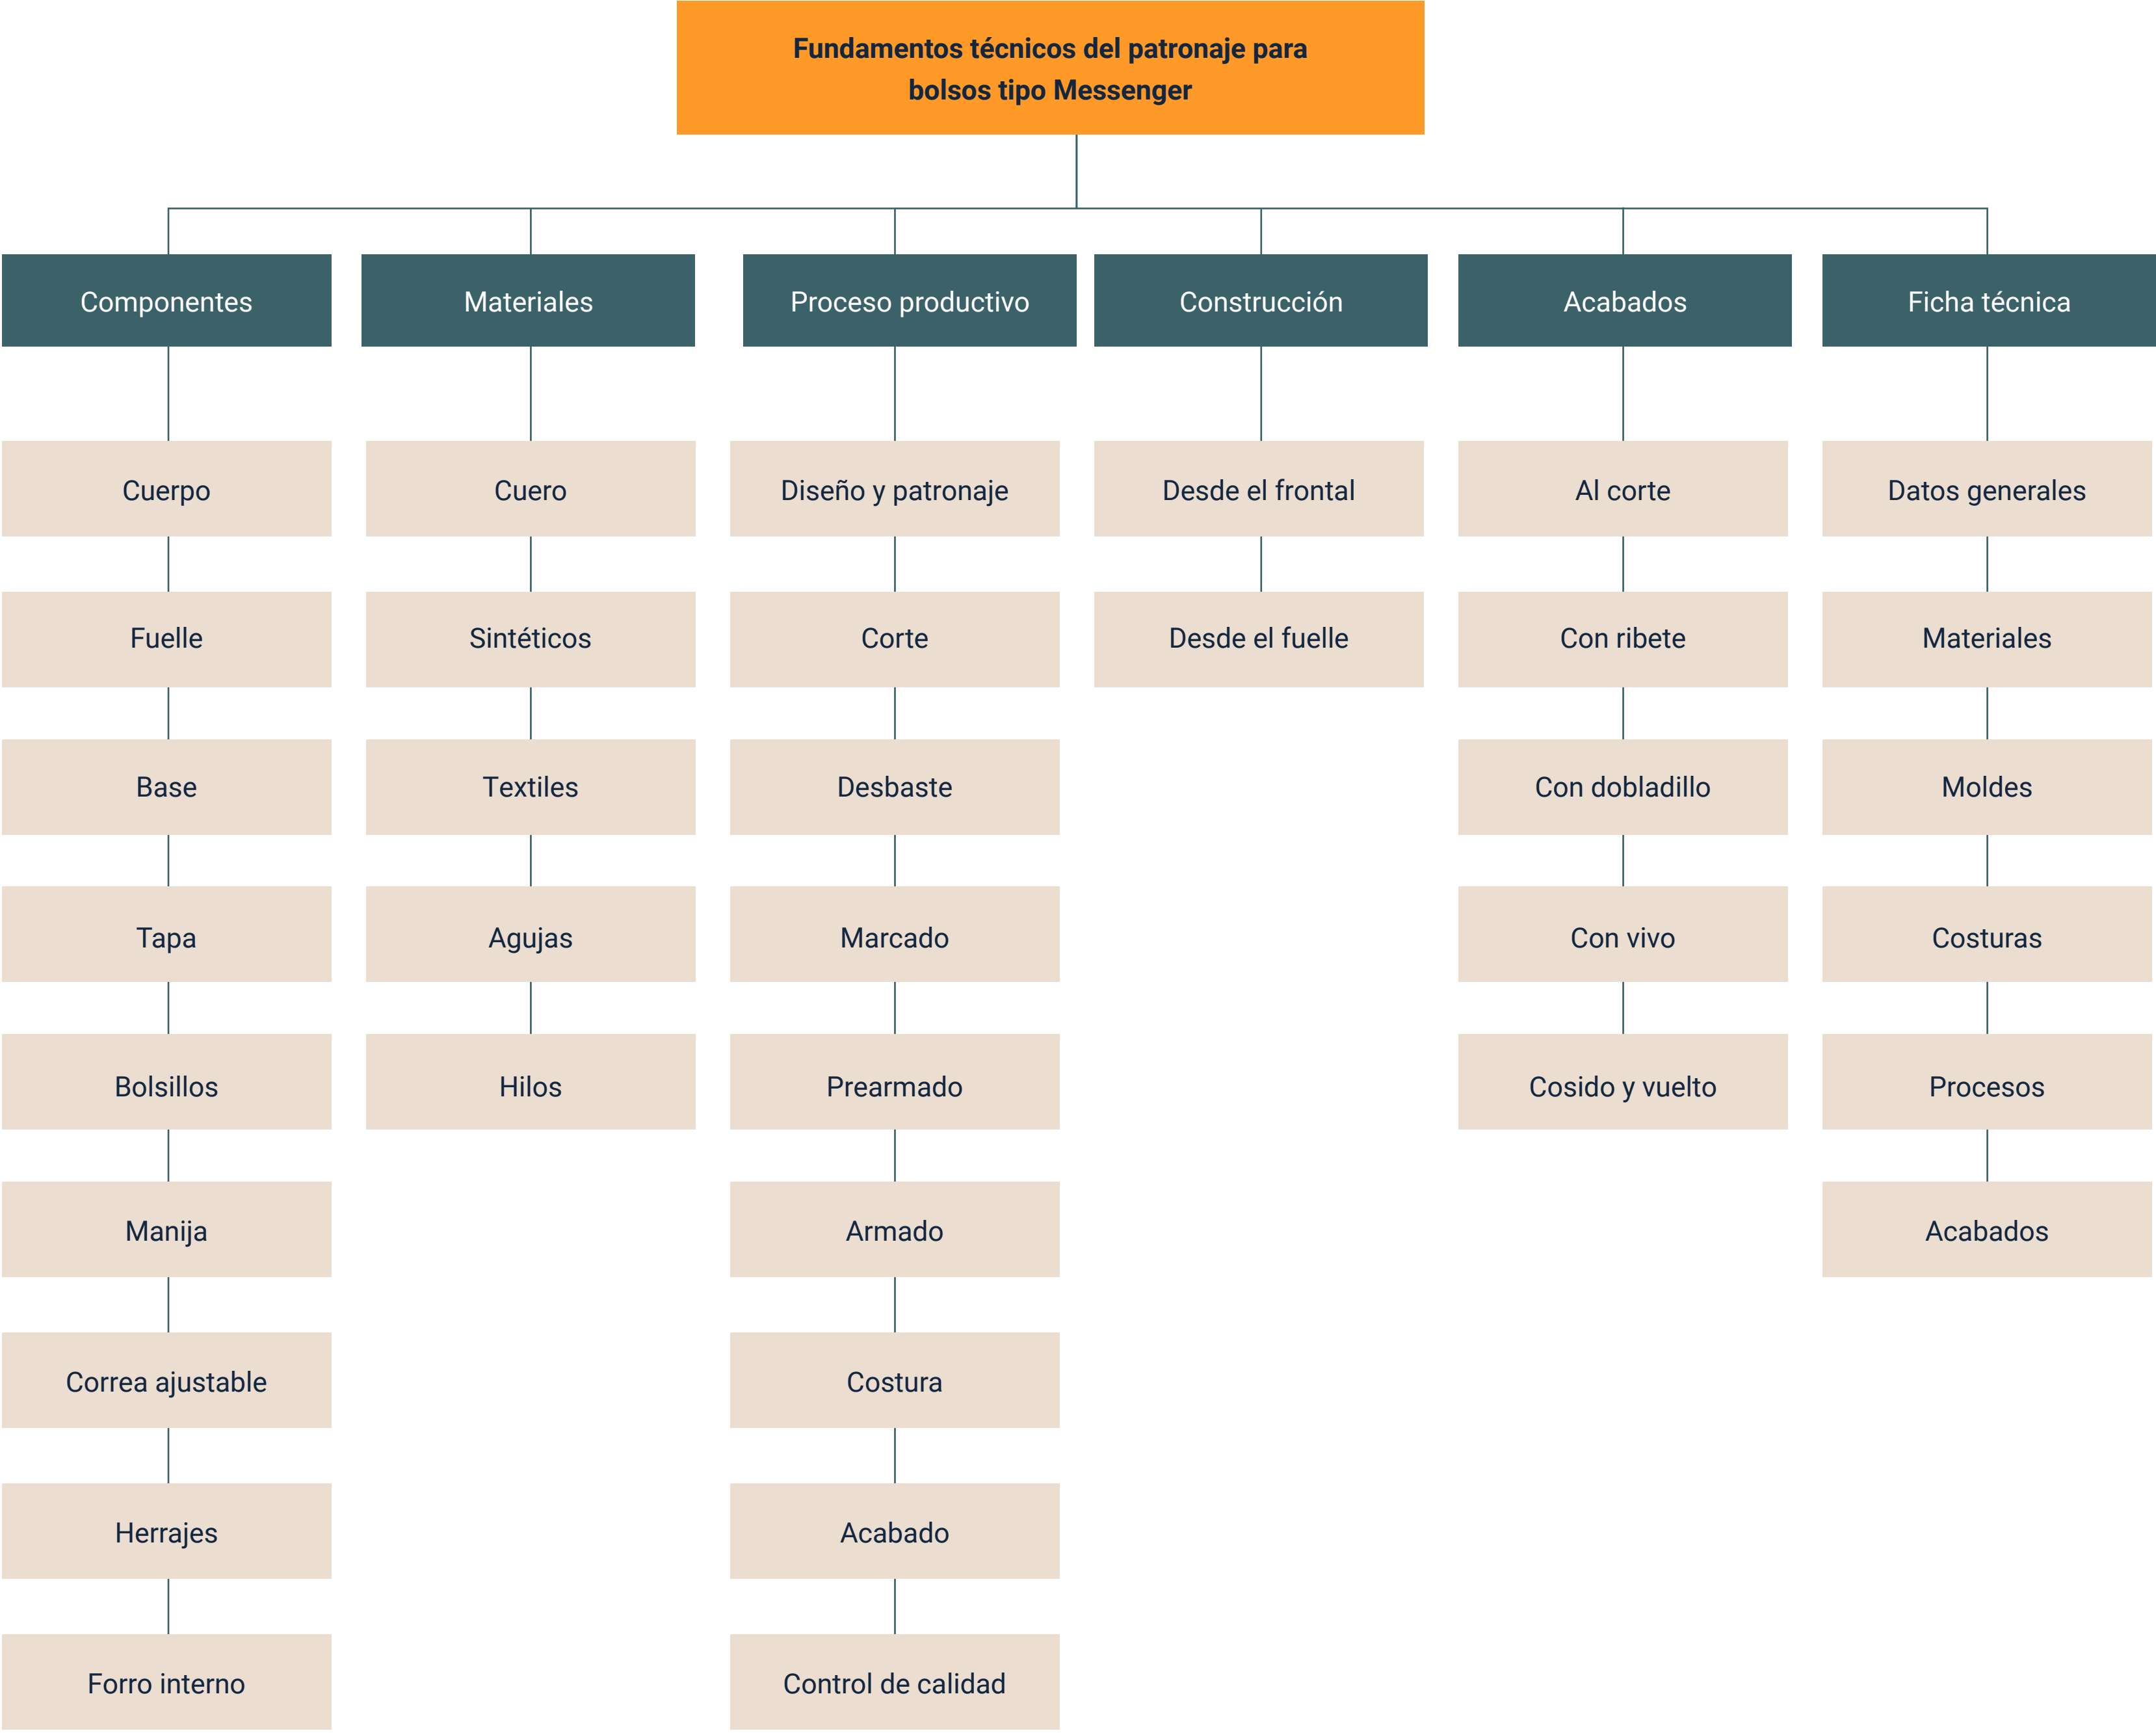 Fundamentos técnicos del patronaje para
bolsos tipo Messenger
Componentes
Cuerpo
Fuelle
Base
Tapa
Bolsillos
Manija
Correa ajustable
Herrajes
Forro interno
Materiales
Cuero
Sintéticos
Textiles
Agujas
Hilos
Proceso productivo
Diseño y patronaje
Corte
Desbaste
Marcado
Prearmado
Armado
Costura
Acabado
Control de calidad
Construcción
Desde el frontal
Desde el fuelle
Acabados
Al corte
Con ribete
Con dobladillo
Con vivo
Cosido y vuelto
Ficha técnica
Datos generales
Materiales
Moldes
Costuras
Procesos
Acabados